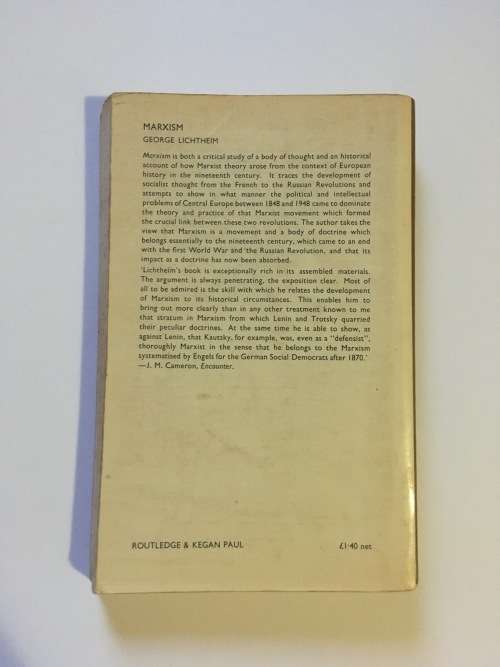 MARXISM
GEORGE LICHTHEIM
Marxism is both a critical study of a body of thought and an historical
account of how Marxist theory arose from the context of European
history in the nineteenth century. It traces the development of
socialist thought from the French to the Russian Revolutions and
attempts to show in what manner the political and intellectual
problems of Central Europe between 1848 and 1948 came to dominate
the theory and practice of that Marxist movement which formed
the crucial link between these two revolutions. The author takes the
view that Marxism is a movement and a body of doctrine which
belongs essentially to the nineteenth century, which came to an end
with the first World War and the Russian Revolution, and that its
impact as a doctrine has now been absorbed.
'Lichtheim's book is exceptionally rich in its assembled materials.
The argument is always penetrating, the exposition clear. Most of
all to be admired is the skill with which he relates the development
of Marxism to its historical circumstances. This enables him to
bring out more clearly than in any other treatment known to me
that stratum in Marxism from which Lenin and Trotsky quarried
their peculiar doctrines. At the same time he is able to show, as
against Lenin, that Kautsky, for example, was, even as a "defensist",
thoroughly Marxist in the sense that he belongs to the Marxism
systematised by Engels for the German Social Democrats after 1870.'
—J. M. Cameron, Encounter.
ROUTLEDGE & KEGAN PAUL £1·40 net